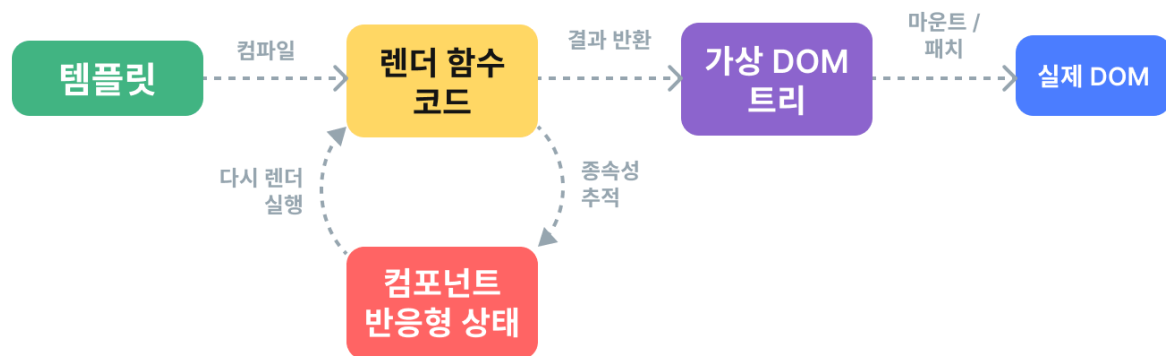 템플릿
컴파일
렌더 함수
코드
결과 반환
가상 DOM
트리
마운트 /
패치
실제 DOM
다시 렌더
실행
종속성
추적
컴포넌트
반응형 상태